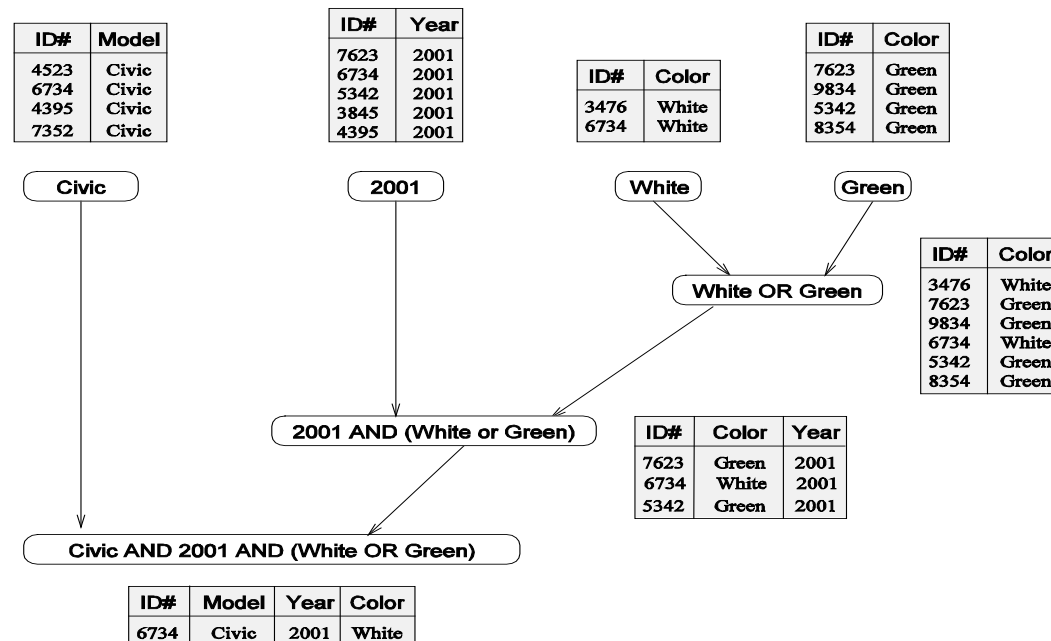 ID# Model
4523 Civic
6734 Civic
4395 Civic
7352 Civic
ID# Year
7623 2001
6734 2001
5342 2001
3845 2001
4395 2001
ID# Color
3476 White
6734 White
ID# Color
7623 Green
9834 Green
5342 Green
8354 Green
Civic
2001
White
Green
White OR Green
ID# Color
3476 White
7623 Green
9834 Green
6734 White
5342 Green
8354 Green
2001 AND (White or Green)
ID# Color Year
7623 Green 2001
6734 White 2001
5342 Green 2001
Civic AND 2001 AND (White OR Green)
ID# Model Year Color
6734 Civic 2001 White